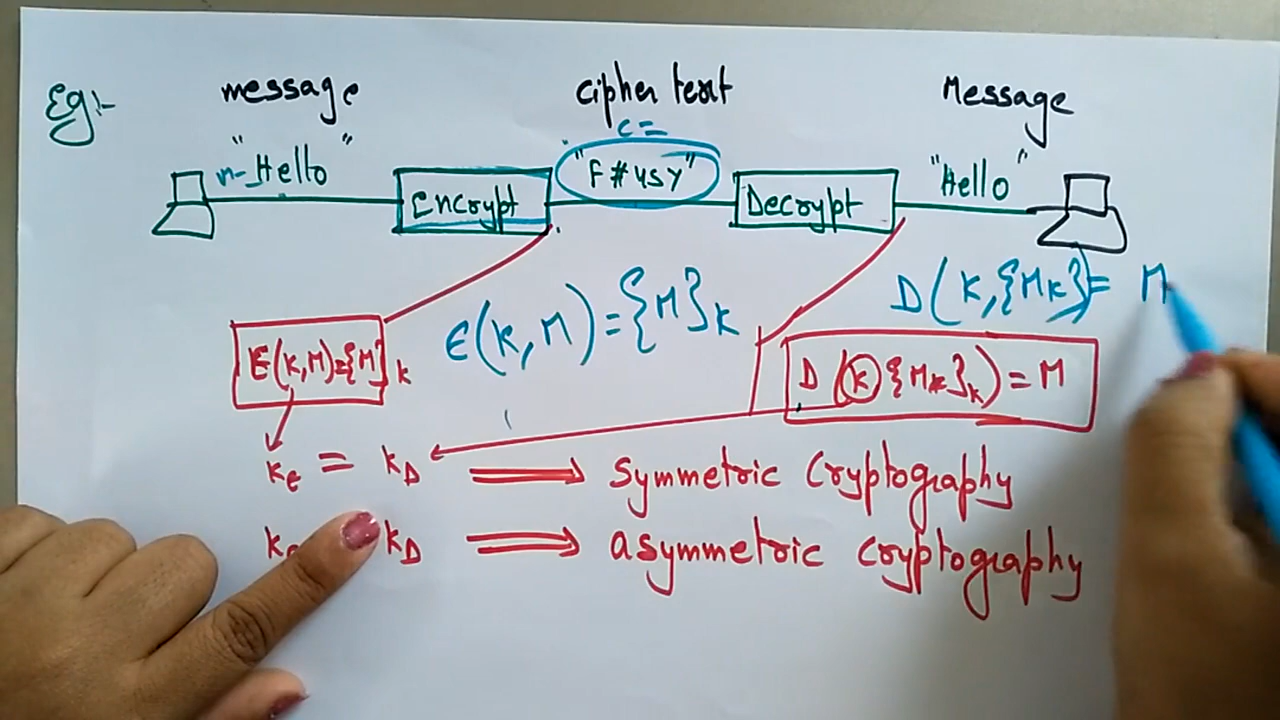 Eg:-
message cipher text Message
c=
m- "Hello" "F#4sy" "Hello"
Encrypt Decrypt
D(K,{MK}) = M
E(K,M)={M}K
E(K,M)={M}K D(K{MK}K)=M
KE = KD ⟹ Symmetric Cryptography
KD ⟹ asymmetric cryptography